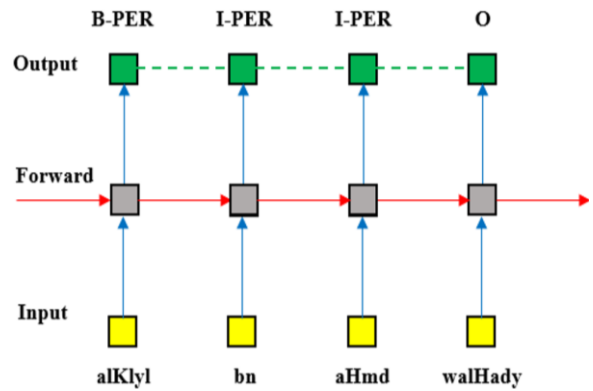 B-PER I-PER I-PER O
Output
Forward
Input
alKlyl bn aHmd walHady